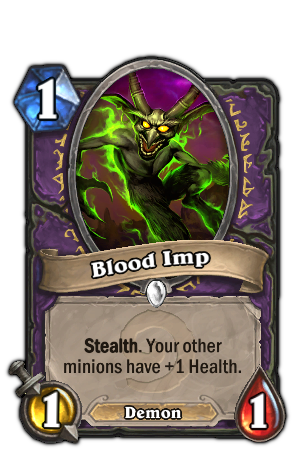 1
Blood Imp
Stealth. Your other
minions have +1 Health.
1
Demon
1